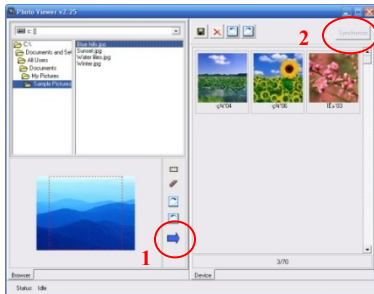 Photo Viewer v2.25
c: []
C:\
Documents and Set
All Users
Documents
My Pictures
Sample Pictures
Blue hills.jpg
Sunset.jpg
Water lilies.jpg
Winter.jpg
2
Synchronize
1
3/70
Browser
Device
Status: Idle